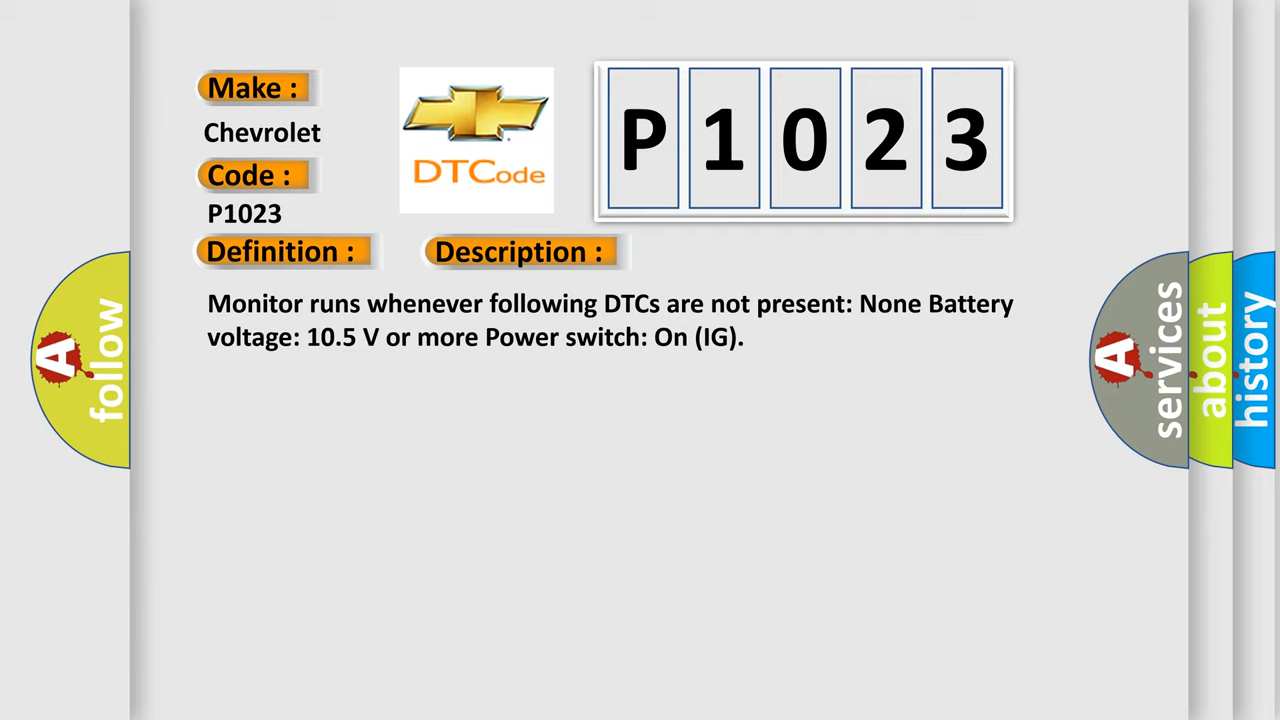 Make :
Chevrolet
Code :
P1023
Definition :
Description :
Monitor runs whenever following DTCs are not present: None Battery
voltage: 10.5 V or more Power switch: On (IG).
DTCode
P 1 0 2 3
A follow
A services
about
history